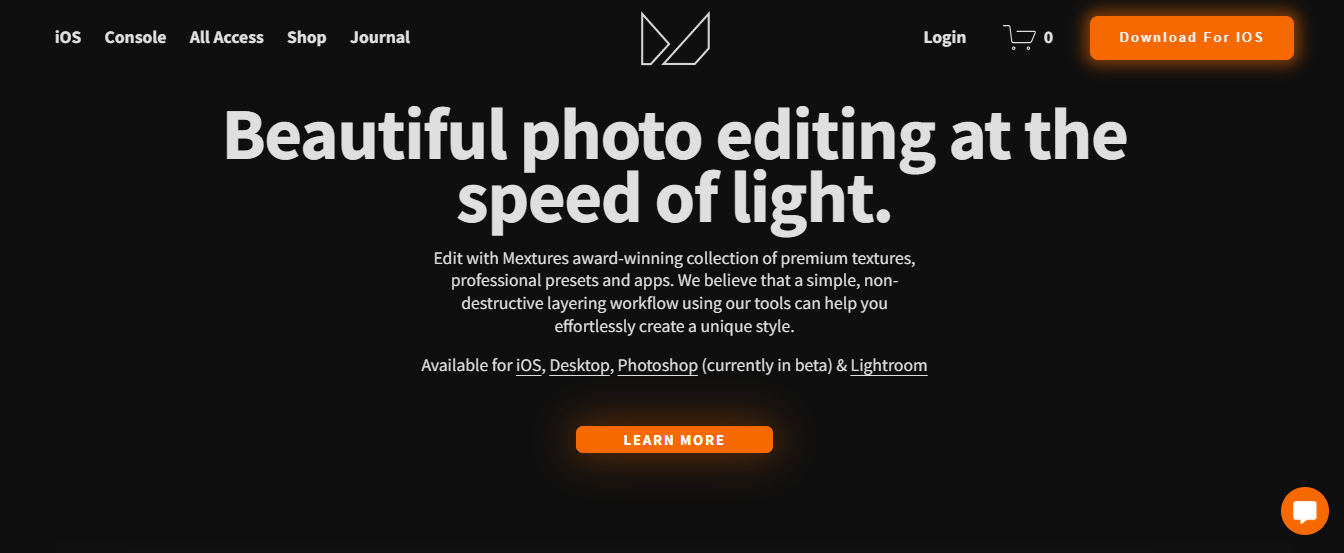 iOS Console All Access Shop Journal Login 0 Download For IOS
Beautiful photo editing at the
speed of light.
Edit with Mextures award-winning collection of premium textures,
professional presets and apps. We believe that a simple, non-
destructive layering workflow using our tools can help you
effortlessly create a unique style.
Available for iOS, Desktop, Photoshop (currently in beta) & Lightroom
LEARN MORE